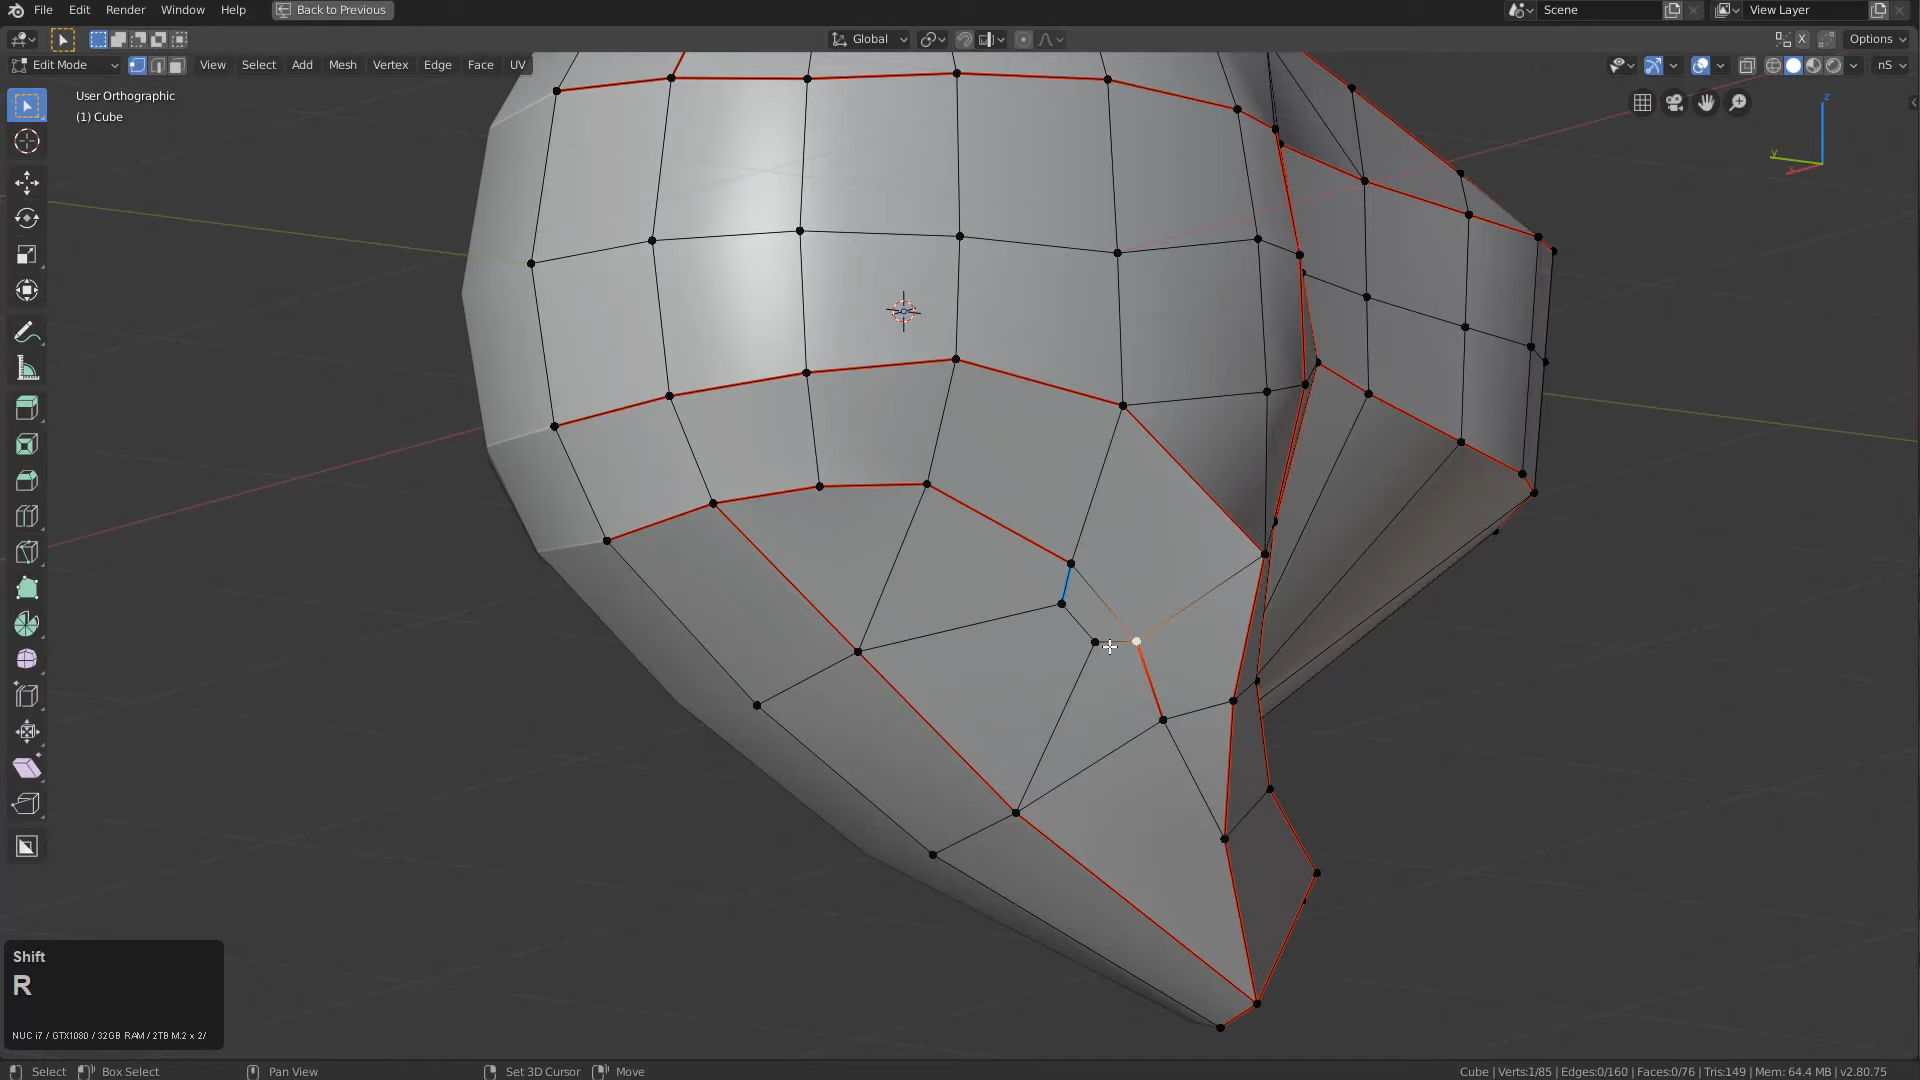 File Edit Render Window Help Back to Previous Scene View Layer
Global Options
Edit Mode View Select Add Mesh Vertex Edge Face UV nS
User Orthographic
(1) Cube
Z
Y
X
Shift
R
NUC i7 / GTX1080 / 32GB RAM / 2TB M.2 x 2/
Select Box Select Pan View Set 3D Cursor Move Cube | Verts:1/85 | Edges:0/160 | Faces:0/76 | Tris:149 | Mem: 64.4 MB | v2.80.75